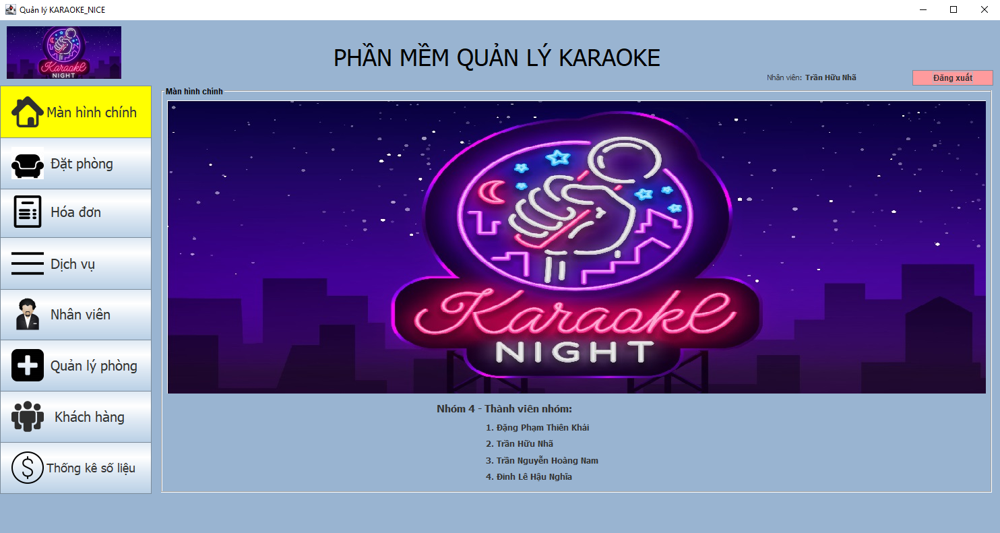 Quản lý KARAOKE_NICE
Karaoke
NIGHT
PHẦN MỀM QUẢN LÝ KARAOKE
Nhân viên: Trần Hữu Nhã
Đăng xuất
Màn hình chính
Đặt phòng
Hóa đơn
Dịch vụ
Nhân viên
Quản lý phòng
Khách hàng
Thống kê số liệu
Màn hình chính
Karaoke
NIGHT
Nhóm 4 - Thành viên nhóm:
1. Đặng Phạm Thiên Khải
2. Trần Hữu Nhã
3. Trần Nguyễn Hoàng Nam
4. Đinh Lê Hậu Nghĩa